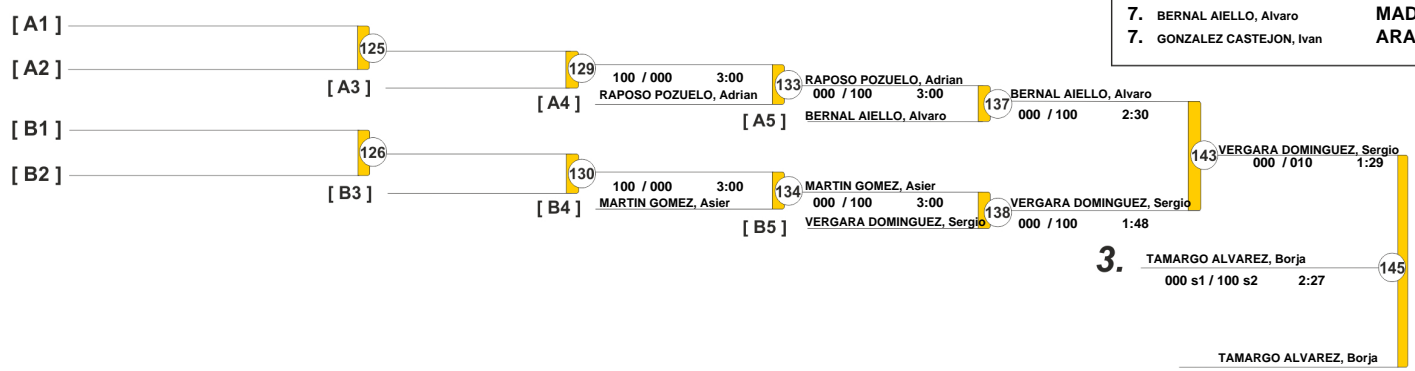 7. BERNAL AIELLO, Alvaro MAD
7. GONZALEZ CASTEJON, Ivan ARA
[ A1 ]
125
[ A2 ]
129
[ A3 ]
100 / 000 3:00
133
RAPOSO POZUELO, Adrian
RAPOSO POZUELO, Adrian
000 / 100 3:00
137
BERNAL AIELLO, Alvaro
[ A4 ]
[ A5 ]
BERNAL AIELLO, Alvaro
000 / 100 2:30
[ B1 ]
126
143
VERGARA DOMINGUEZ, Sergio
000 / 010 1:29
[ B2 ]
130
[ B3 ]
100 / 000 3:00
134
MARTIN GOMEZ, Asier
MARTIN GOMEZ, Asier
000 / 100 3:00
138
VERGARA DOMINGUEZ, Sergio
[ B4 ]
[ B5 ]
VERGARA DOMINGUEZ, Sergio
000 / 100 1:48
3.
TAMARGO ALVAREZ, Borja
145
000 s1 / 100 s2 2:27
TAMARGO ALVAREZ, Borja